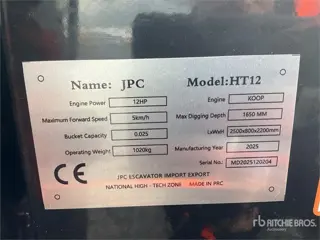 Name: JPC Model:HT12
Engine Power 12HP Engine KOOP
Maximum Forward Speed 5km/h Max Digging Depth 1650 MM
Bucket Capacity 0.025 LxWxH 2500x800x2200mm
Operating Weight 1020kg Manufacturing Year 2025
Serial No. MD2025120204
CE JPC ESCAVATOR IMPORT EXPORT
NATIONAL HIGH - TECH ZONE MADE IN PRC
rb